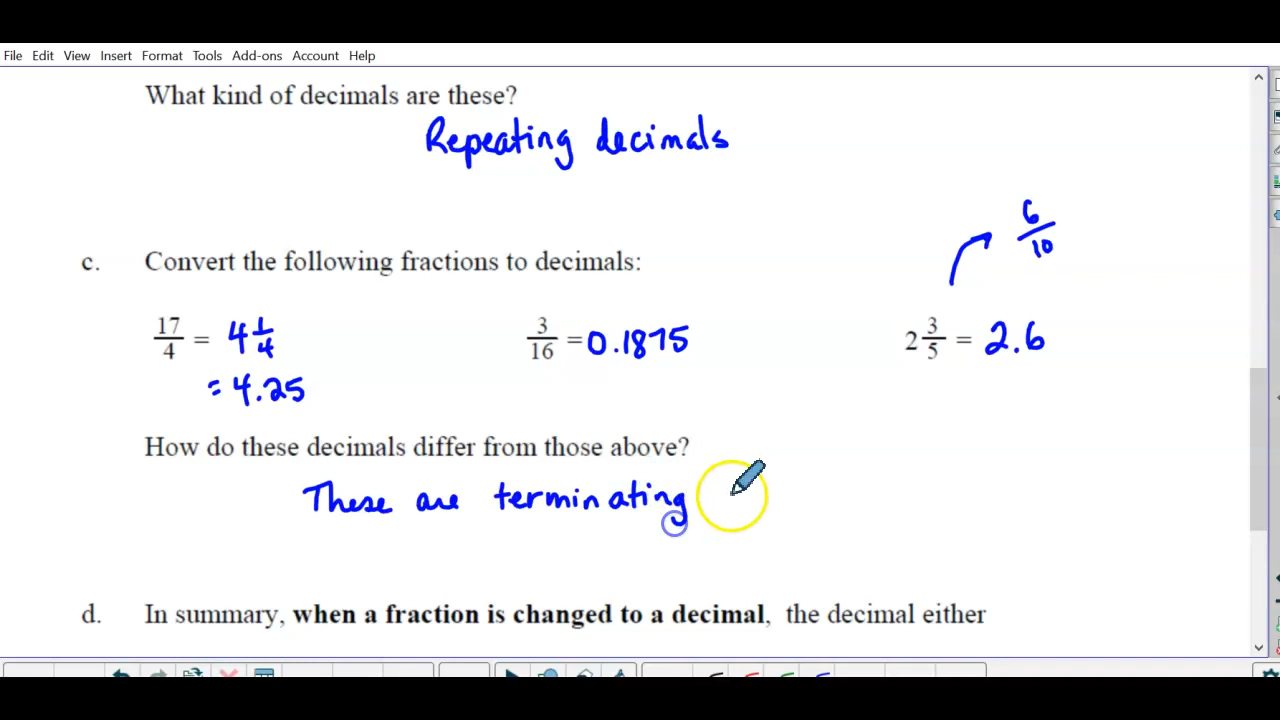 File Edit View Insert Format Tools Add-ons Account Help
What kind of decimals are these?
Repeating decimals
6/10
c. Convert the following fractions to decimals:
17/4 = 4 1/4 3/16 = 0.1875 2 3/5 = 2.6
= 4.25
How do these decimals differ from those above?
These are terminating
d. In summary, when a fraction is changed to a decimal, the decimal either